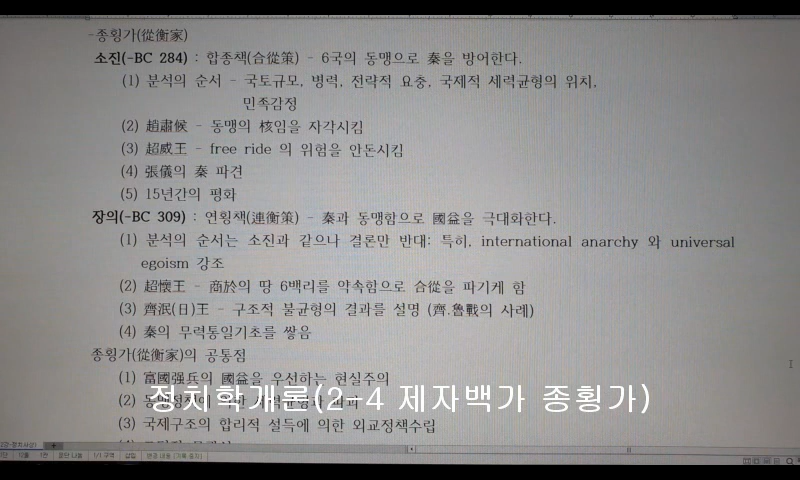 -종횡가(從衡家)
소진(-BC 284) : 합종책(合從策) - 6국의 동맹으로 秦을 방어한다.
(1) 분석의 순서 - 국토규모, 병력, 전략적 요충, 국제적 세력균형의 위치,
민족감정
(2) 趙肅候 - 동맹의 核임을 자각시킴
(3) 超威王 - free ride 의 위험을 안돈시킴
(4) 張儀의 秦 파견
(5) 15년간의 평화
장의(-BC 309) : 연횡책(連衡策) - 秦과 동맹함으로 國益을 극대화한다.
(1) 분석의 순서는 소진과 같으나 결론만 반대: 특히, international anarchy 와 universal
egoism 강조
(2) 超懷王 - 商於의 땅 6백리를 약속함으로 合從을 파기케 함
(3) 齊泯(日)王 - 구조적 불균형의 결과를 설명 (齊.魯戰의 사례)
(4) 秦의 무력통일기초를 쌓음
종횡가(從衡家)의 공통점
(1) 富國强兵의 國益을 우선하는 현실주의
정치학개론(2-4 제자백가 종횡가)
(2)
(3) 국제구조의 합리적 설득에 의한 외교정책수립